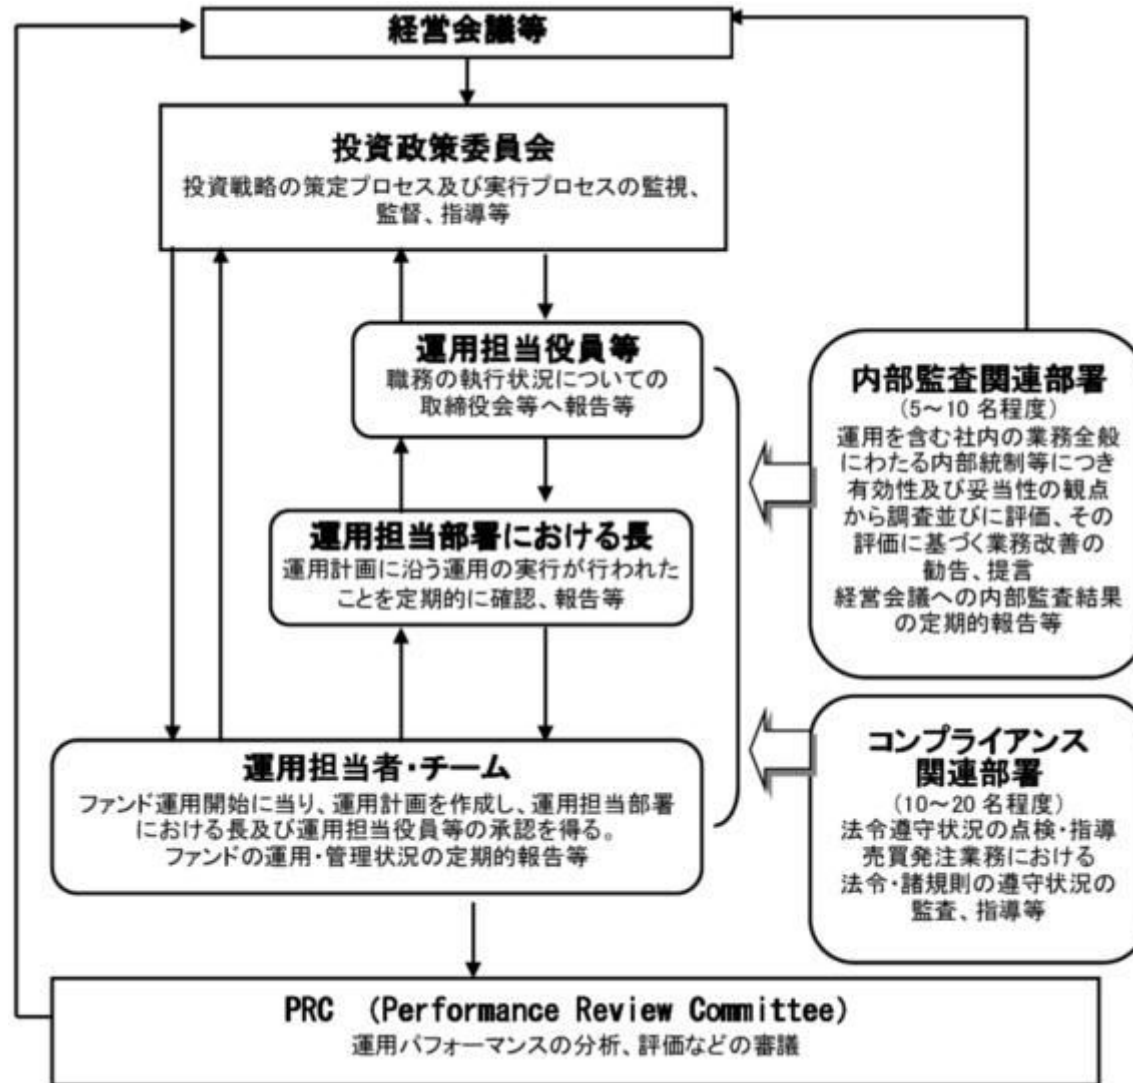 経営会議等
投資政策委員会
投資戦略の策定プロセス及び実行プロセスの監視、
監督、指導等
運用担当役員等
職務の執行状況についての
取締役会等へ報告等
運用担当部署における長
運用計画に沿う運用の実行が行われた
ことを定期的に確認、報告等
運用担当者・チーム
ファンド運用開始に当り、運用計画を作成し、運用担当部署
における長及び運用担当役員等の承認を得る。
ファンドの運用・管理状況の定期的報告等
内部監査関連部署
（5～10 名程度）
運用を含む社内の業務全般
にわたる内部統制等につき
有効性及び妥当性の観点
から調査並びに評価、その
評価に基づく業務改善の
勧告、提言
経営会議への内部監査結果
の定期的報告等
コンプライアンス
関連部署
（10～20 名程度）
法令遵守状況の点検・指導
売買発注業務における
法令・諸規則の遵守状況の
監査、指導等
PRC （Performance Review Committee）
運用パフォーマンスの分析、評価などの審議